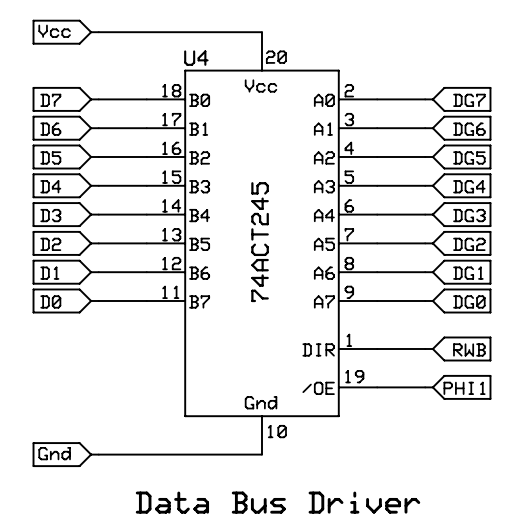 Vcc
U4 20
Vcc
D7 18 B0 A0 2 DG7
D6 17 B1 A1 3 DG6
D5 16 B2 A2 4 DG5
D4 15 B3 A3 5 DG4
D3 14 B4 A4 6 DG3
D2 13 B5 A5 7 DG2
D1 12 B6 A6 8 DG1
D0 11 B7 A7 9 DG0
74ACT245
DIR 1 RWB
/OE 19 PHI1
Gnd
10
Gnd
Data Bus Driver